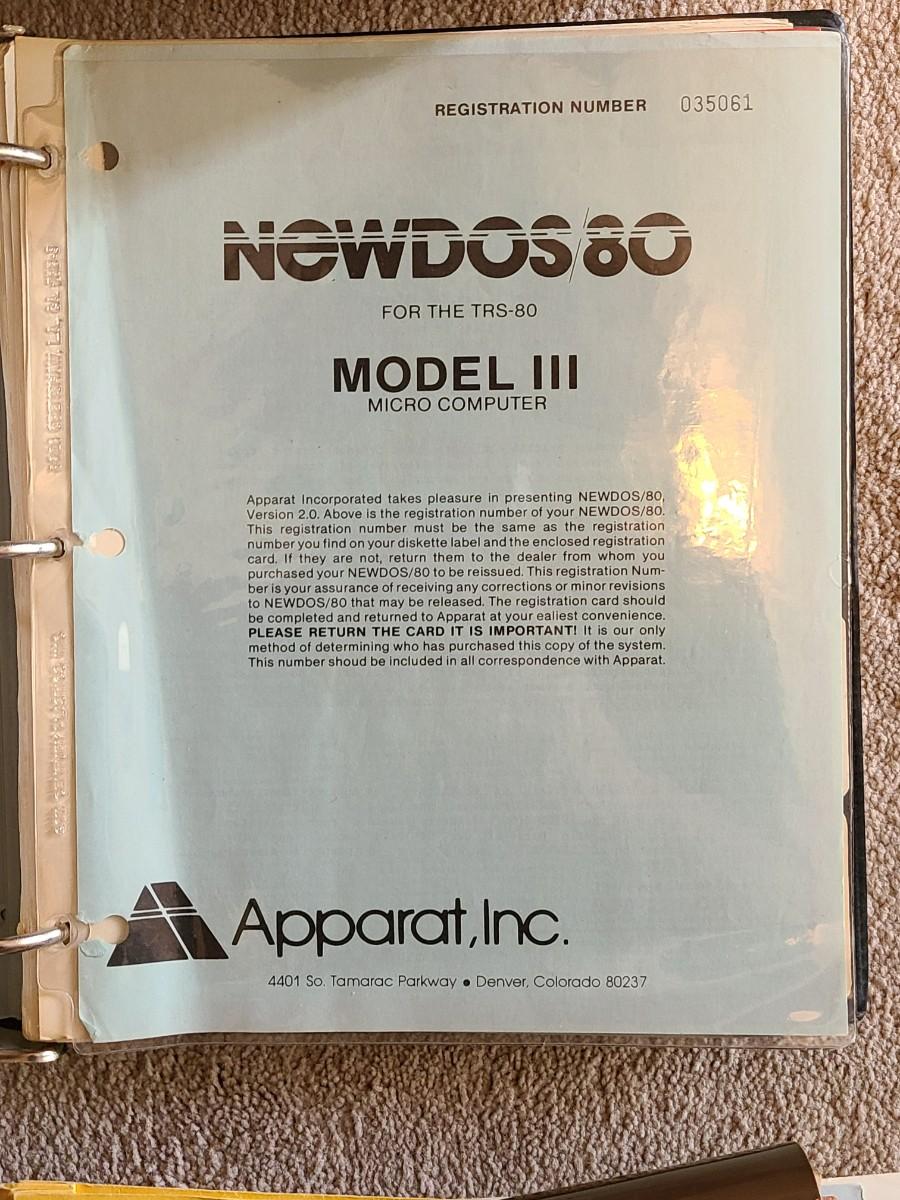 REGISTRATION NUMBER 035061
NEWDOS/80
FOR THE TRS-80
MODEL III
MICRO COMPUTER
Apparat Incorporated takes pleasure in presenting NEWDOS/80,
Version 2.0. Above is the registration number of your NEWDOS/80.
This registration number must be the same as the registration
number you find on your diskette label and the enclosed registration
card. If they are not, return them to the dealer from whom you
purchased your NEWDOS/80 to be reissued. This registration Num-
ber is your assurance of receiving any corrections or minor revisions
to NEWDOS/80 that may be released. The registration card should
be completed and returned to Apparat at your ealiest convenience.
PLEASE RETURN THE CARD IT IS IMPORTANT! It is our only
method of determining who has purchased this copy of the system.
This number shoud be included in all correspondence with Apparat.
Apparat, Inc.
4401 So. Tamarac Parkway • Denver, Colorado 80237